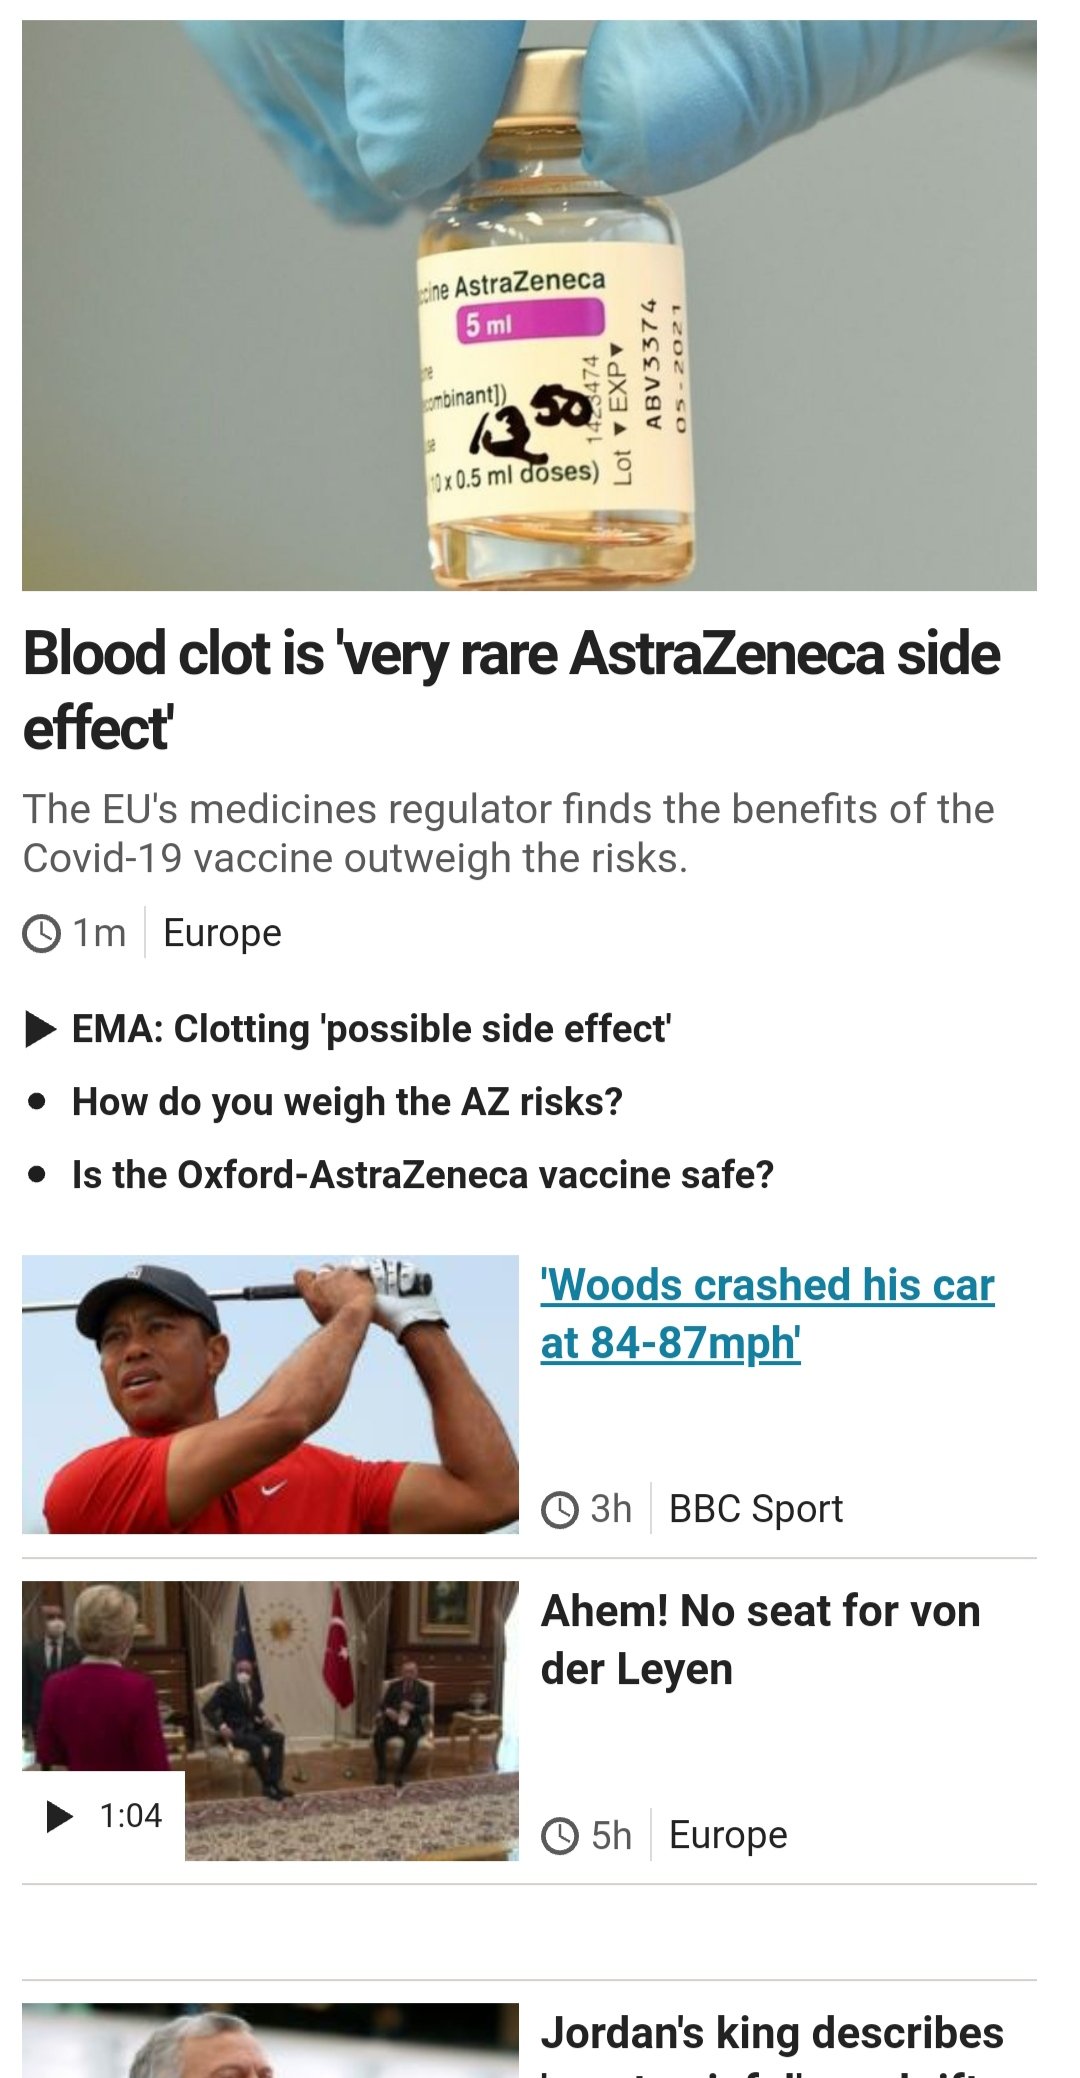 cine AstraZeneca
5 ml
ombinant])
10 x 0.5 ml doses)
1423474
Lot ▼ EXP▼
ABV3374
05-2021
Blood clot is 'very rare AstraZeneca side
effect'
The EU's medicines regulator finds the benefits of the
Covid-19 vaccine outweigh the risks.
1m Europe
EMA: Clotting 'possible side effect'
• How do you weigh the AZ risks?
• Is the Oxford-AstraZeneca vaccine safe?
'Woods crashed his car
at 84-87mph'
3h BBC Sport
Ahem! No seat for von
der Leyen
1:04
5h Europe
Jordan's king describes